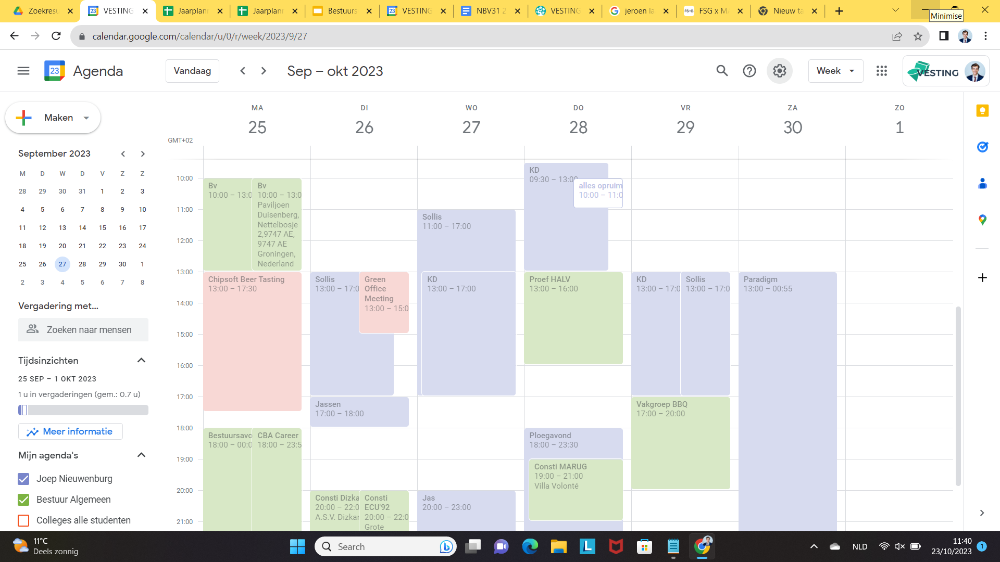 Zoekresu
VESTING
Jaarplan
Jaarplan
Bestuurs
VESTING
NBV31 2
VESTING
jeroen la
FSG x M
Nieuw ta
Minimise
calendar.google.com/calendar/u/0/r/week/2023/9/27
23
Agenda
Vandaag
Sep – okt 2023
Week
VESTING
Maken
MA
25
DI
26
WO
27
DO
28
VR
29
ZA
30
ZO
1
GMT+02
September 2023
M D W D V Z Z
28 29 30 31 1 2 3
4 5 6 7 8 9 10
11 12 13 14 15 16 17
18 19 20 21 22 23 24
25 26 27 28 29 30 1
2 3 4 5 6 7 8
Vergadering met...
Zoeken naar mensen
Tijdsinzichten
25 SEP – 1 OKT 2023
1 u in vergaderingen (gem.: 0.7 u)
Meer informatie
Mijn agenda's
Joep Nieuwenburg
Bestuur Algemeen
Colleges alle studenten
10:00
11:00
12:00
13:00
14:00
15:00
16:00
17:00
18:00
19:00
20:00
21:00
Bv
10:00 – 13:0
Bv
10:00 – 13:0
Paviljoen
Duisenberg,
Nettelbosje
2,9747 AE,
9747 AE
Groningen,
Nederland
Chipsoft Beer Tasting
13:00 – 17:30
Bestuursavo
18:00 – 00:0
CBA Career
18:00 – 23:5
Sollis
13:00 – 17:0
Green
Office
Meeting
13:00 – 15:0
Jassen
17:00 – 18:00
Consti Dizka
20:00 – 22:0
A.S.V. Dizkar
Consti
ECU'92
20:00 – 22:0
Grote
Sollis
11:00 – 17:00
KD
13:00 – 17:00
Jas
20:00 – 23:00
KD
09:30 – 13:00
alles opruim
10:00 – 11:0
Proef HALV
13:00 – 16:00
Ploegavond
18:00 – 23:30
Consti MARUG
19:00 – 21:00
Villa Volonté
KD
13:00 – 17:0
Sollis
13:00 – 17:0
Vakgroep BBQ
17:00 – 20:00
Paradigm
13:00 – 00:55
11°C
Deels zonnig
Search
L
NLD
11:40
23/10/2023
1